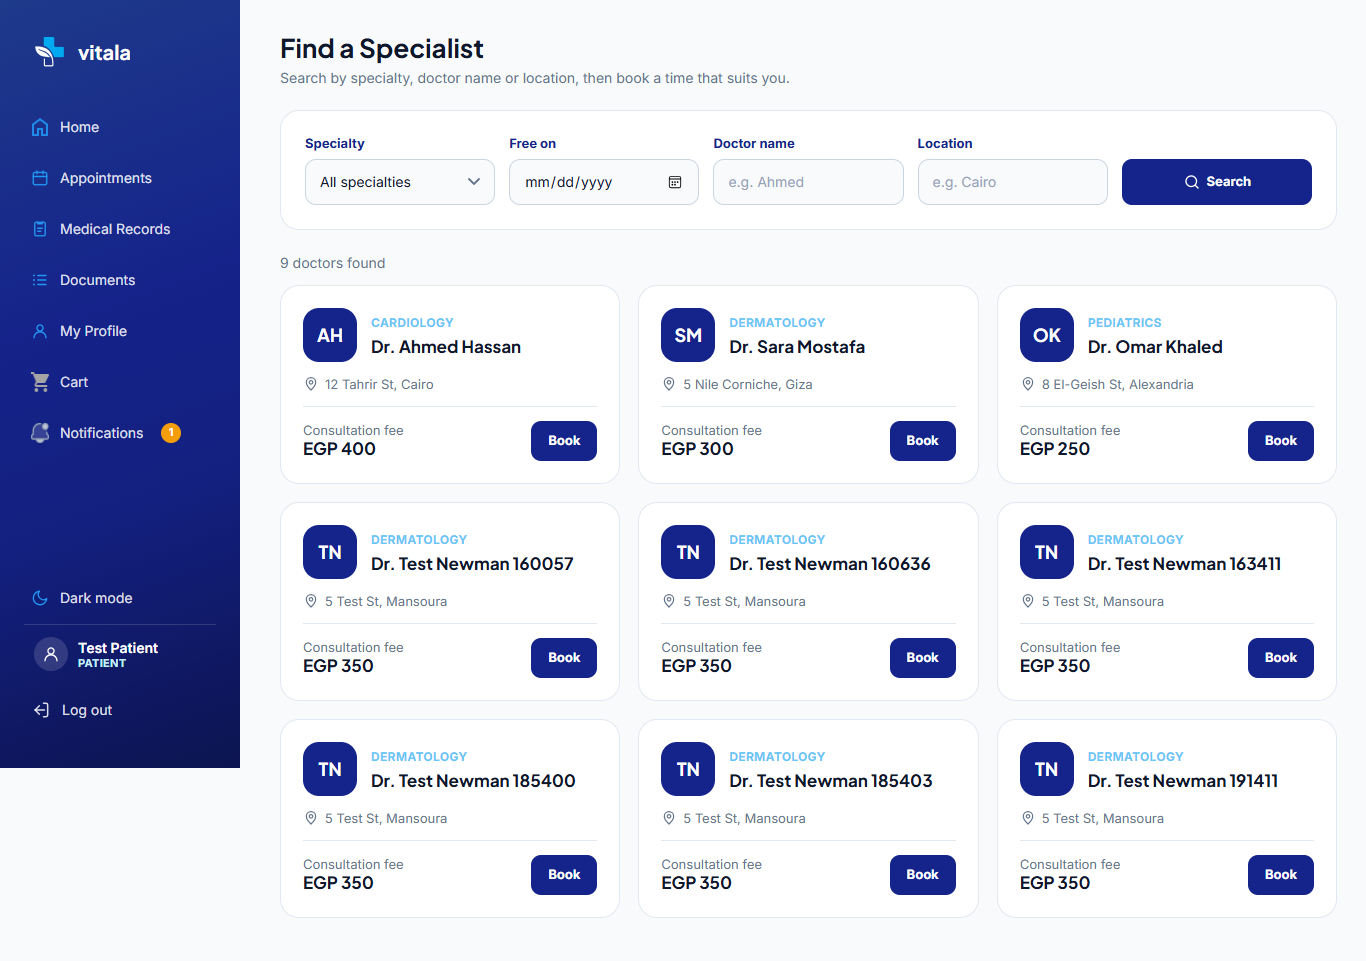 vitala
Home
Appointments
Medical Records
Documents
My Profile
Cart
Notifications 1
Dark mode
Test Patient
PATIENT
Log out
Find a Specialist
Search by specialty, doctor name or location, then book a time that suits you.
Specialty Free on Doctor name Location
All specialties mm/dd/yyyy e.g. Ahmed e.g. Cairo Search
9 doctors found
AH
CARDIOLOGY
Dr. Ahmed Hassan
12 Tahrir St, Cairo
Consultation fee
EGP 400
Book
SM
DERMATOLOGY
Dr. Sara Mostafa
5 Nile Corniche, Giza
Consultation fee
EGP 300
Book
OK
PEDIATRICS
Dr. Omar Khaled
8 El-Geish St, Alexandria
Consultation fee
EGP 250
Book
TN
DERMATOLOGY
Dr. Test Newman 160057
5 Test St, Mansoura
Consultation fee
EGP 350
Book
TN
DERMATOLOGY
Dr. Test Newman 160636
5 Test St, Mansoura
Consultation fee
EGP 350
Book
TN
DERMATOLOGY
Dr. Test Newman 163411
5 Test St, Mansoura
Consultation fee
EGP 350
Book
TN
DERMATOLOGY
Dr. Test Newman 185400
5 Test St, Mansoura
Consultation fee
EGP 350
Book
TN
DERMATOLOGY
Dr. Test Newman 185403
5 Test St, Mansoura
Consultation fee
EGP 350
Book
TN
DERMATOLOGY
Dr. Test Newman 191411
5 Test St, Mansoura
Consultation fee
EGP 350
Book